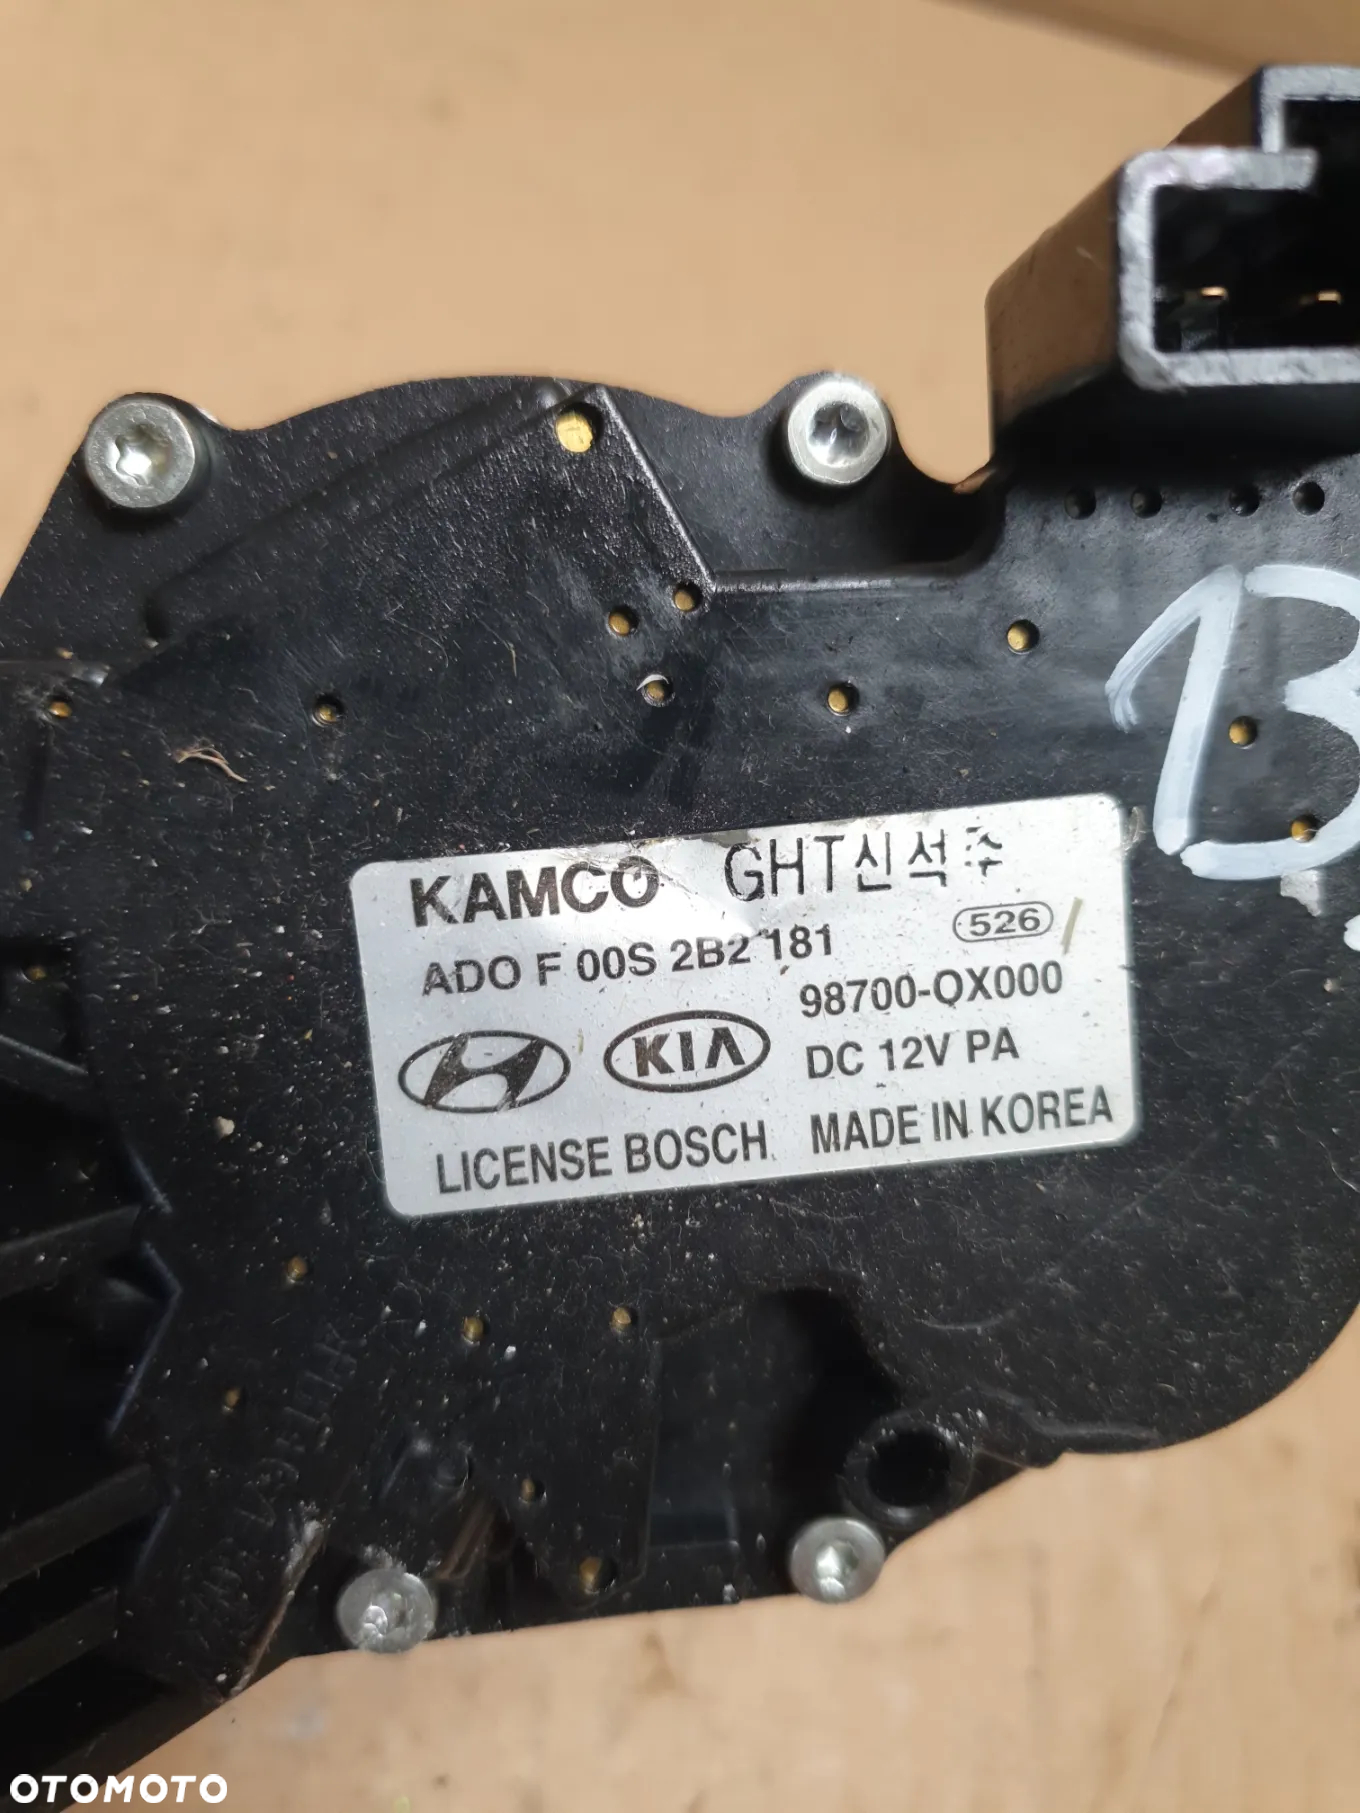 13
KAMCO GHT신석주
ADO F 00S 2B2 181 526
98700-QX000
KIA DC 12V PA
LICENSE BOSCH MADE IN KOREA
OTOMOTO